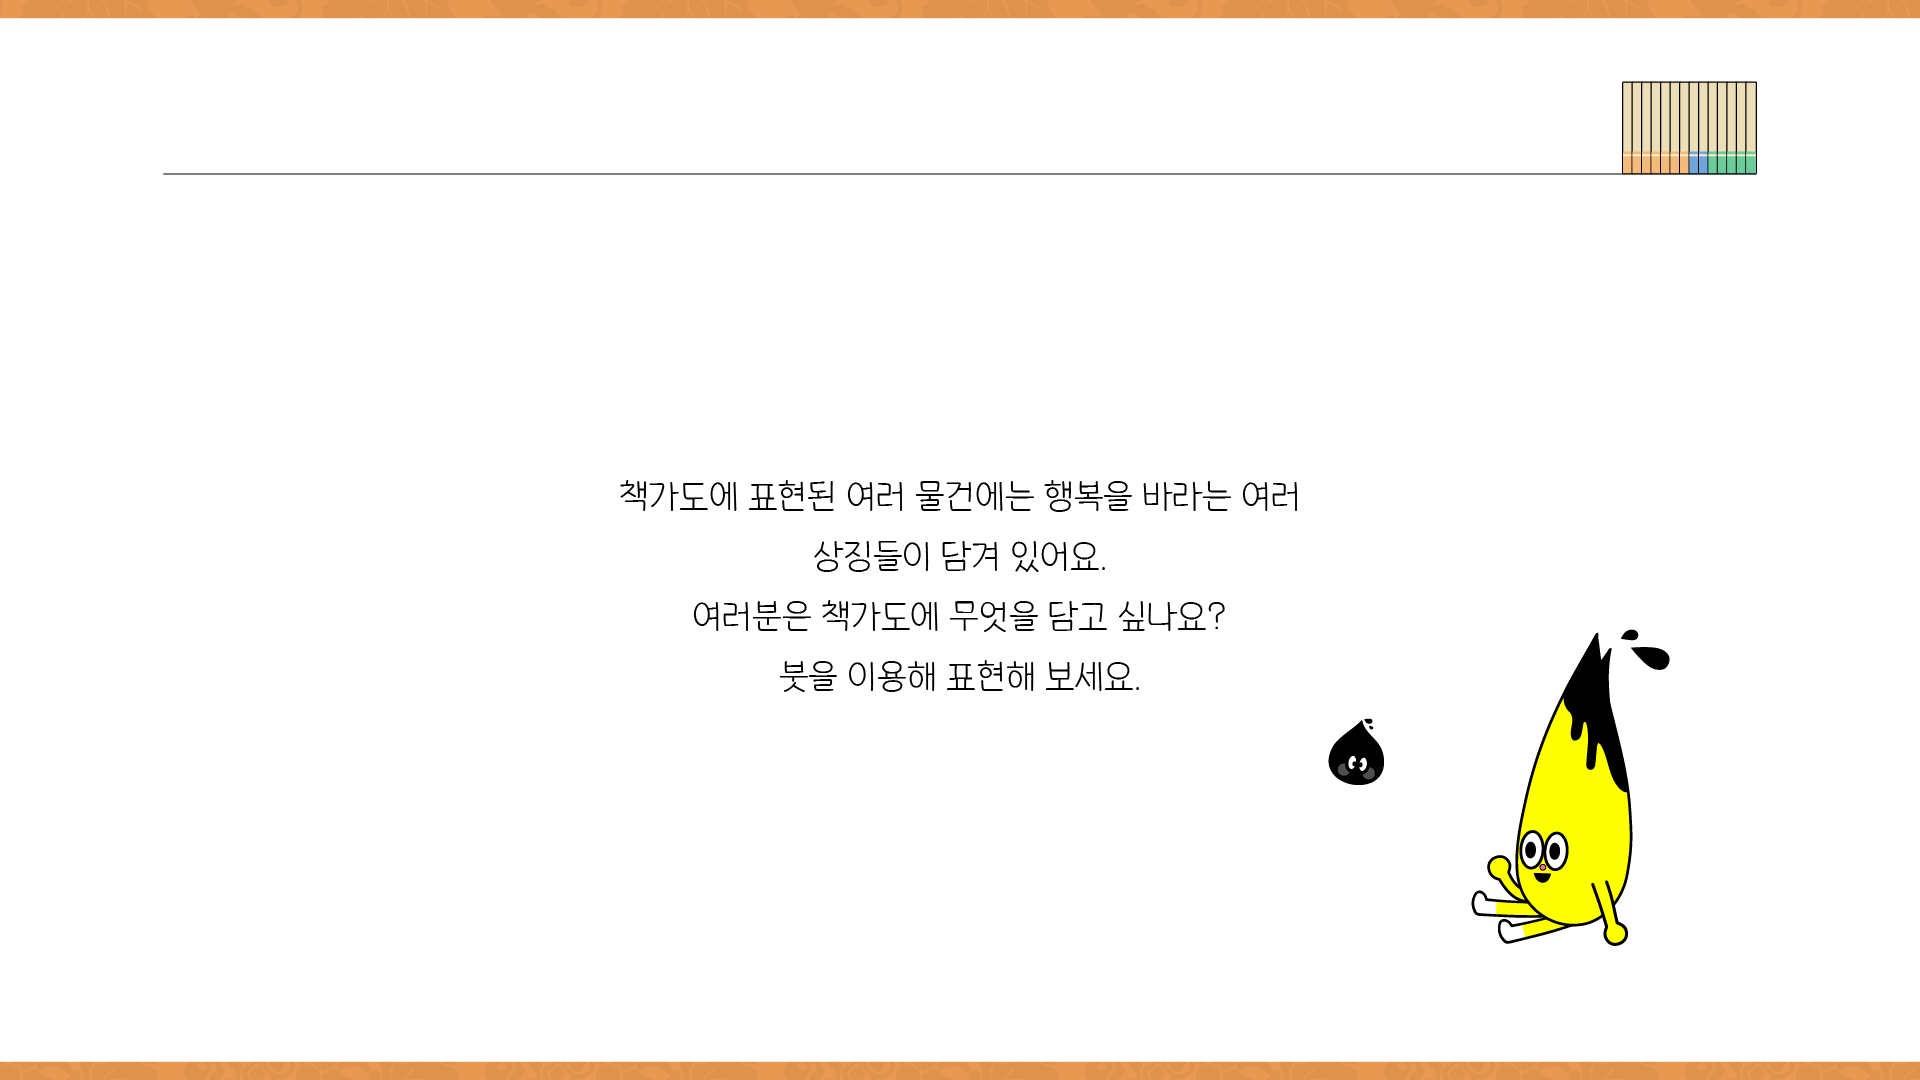 책가도에 표현된 여러 물건에는 행복을 바라는 여러
상징들이 담겨 있어요.
여러분은 책가도에 무엇을 담고 싶나요?
붓을 이용해 표현해 보세요.